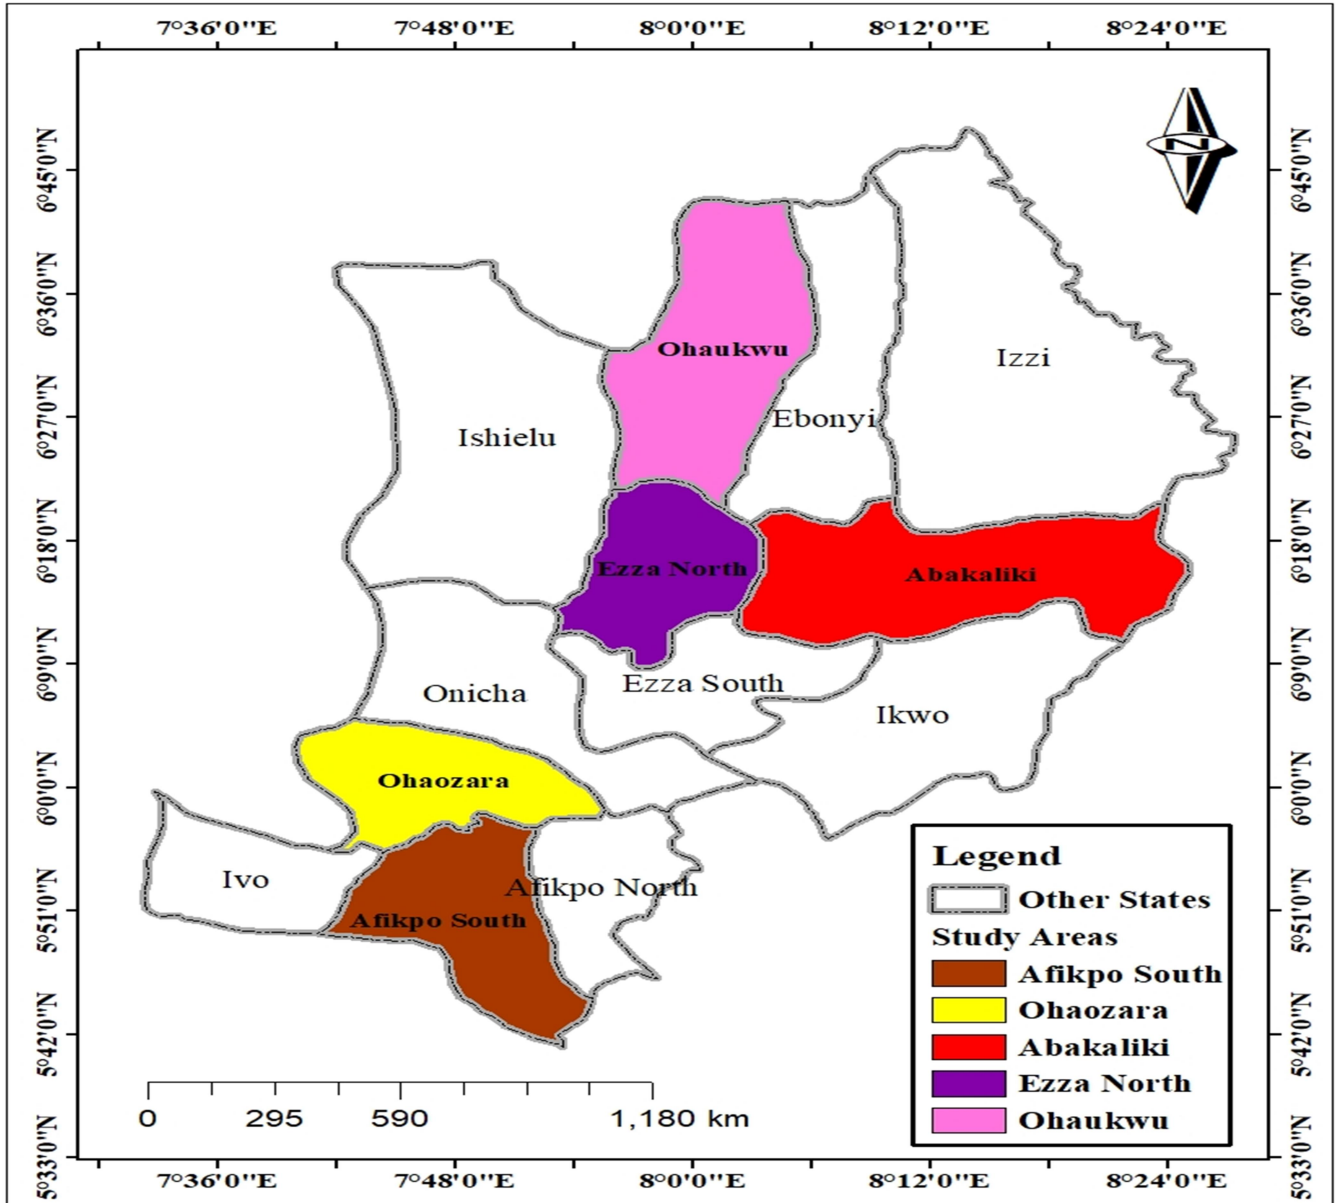 7°36'0"E 7°48'0"E 8°0'0"E 8°12'0"E 8°24'0"E
N
6°45'0"N 6°45'0"N
6°36'0"N 6°36'0"N
Ohaukwu
Izzi
6°27'0"N Ebonyi 6°27'0"N
Ishielu
6°18'0"N 6°18'0"N
Ezza North Abakaliki
6°9'0"N 6°9'0"N
Onicha Ezza South
Ikwo
6°0'0"N Ohaozara 6°0'0"N
Legend
Ivo Afikpo North
Other States
5°51'0"N Afikpo South 5°51'0"N
Study Areas
Afikpo South
Ohaozara
5°42'0"N Abakaliki 5°42'0"N
Ezza North
0 295 590 1,180 km Ohaukwu
5°33'0"N 5°33'0"N
7°36'0"E 7°48'0"E 8°0'0"E 8°12'0"E 8°24'0"E